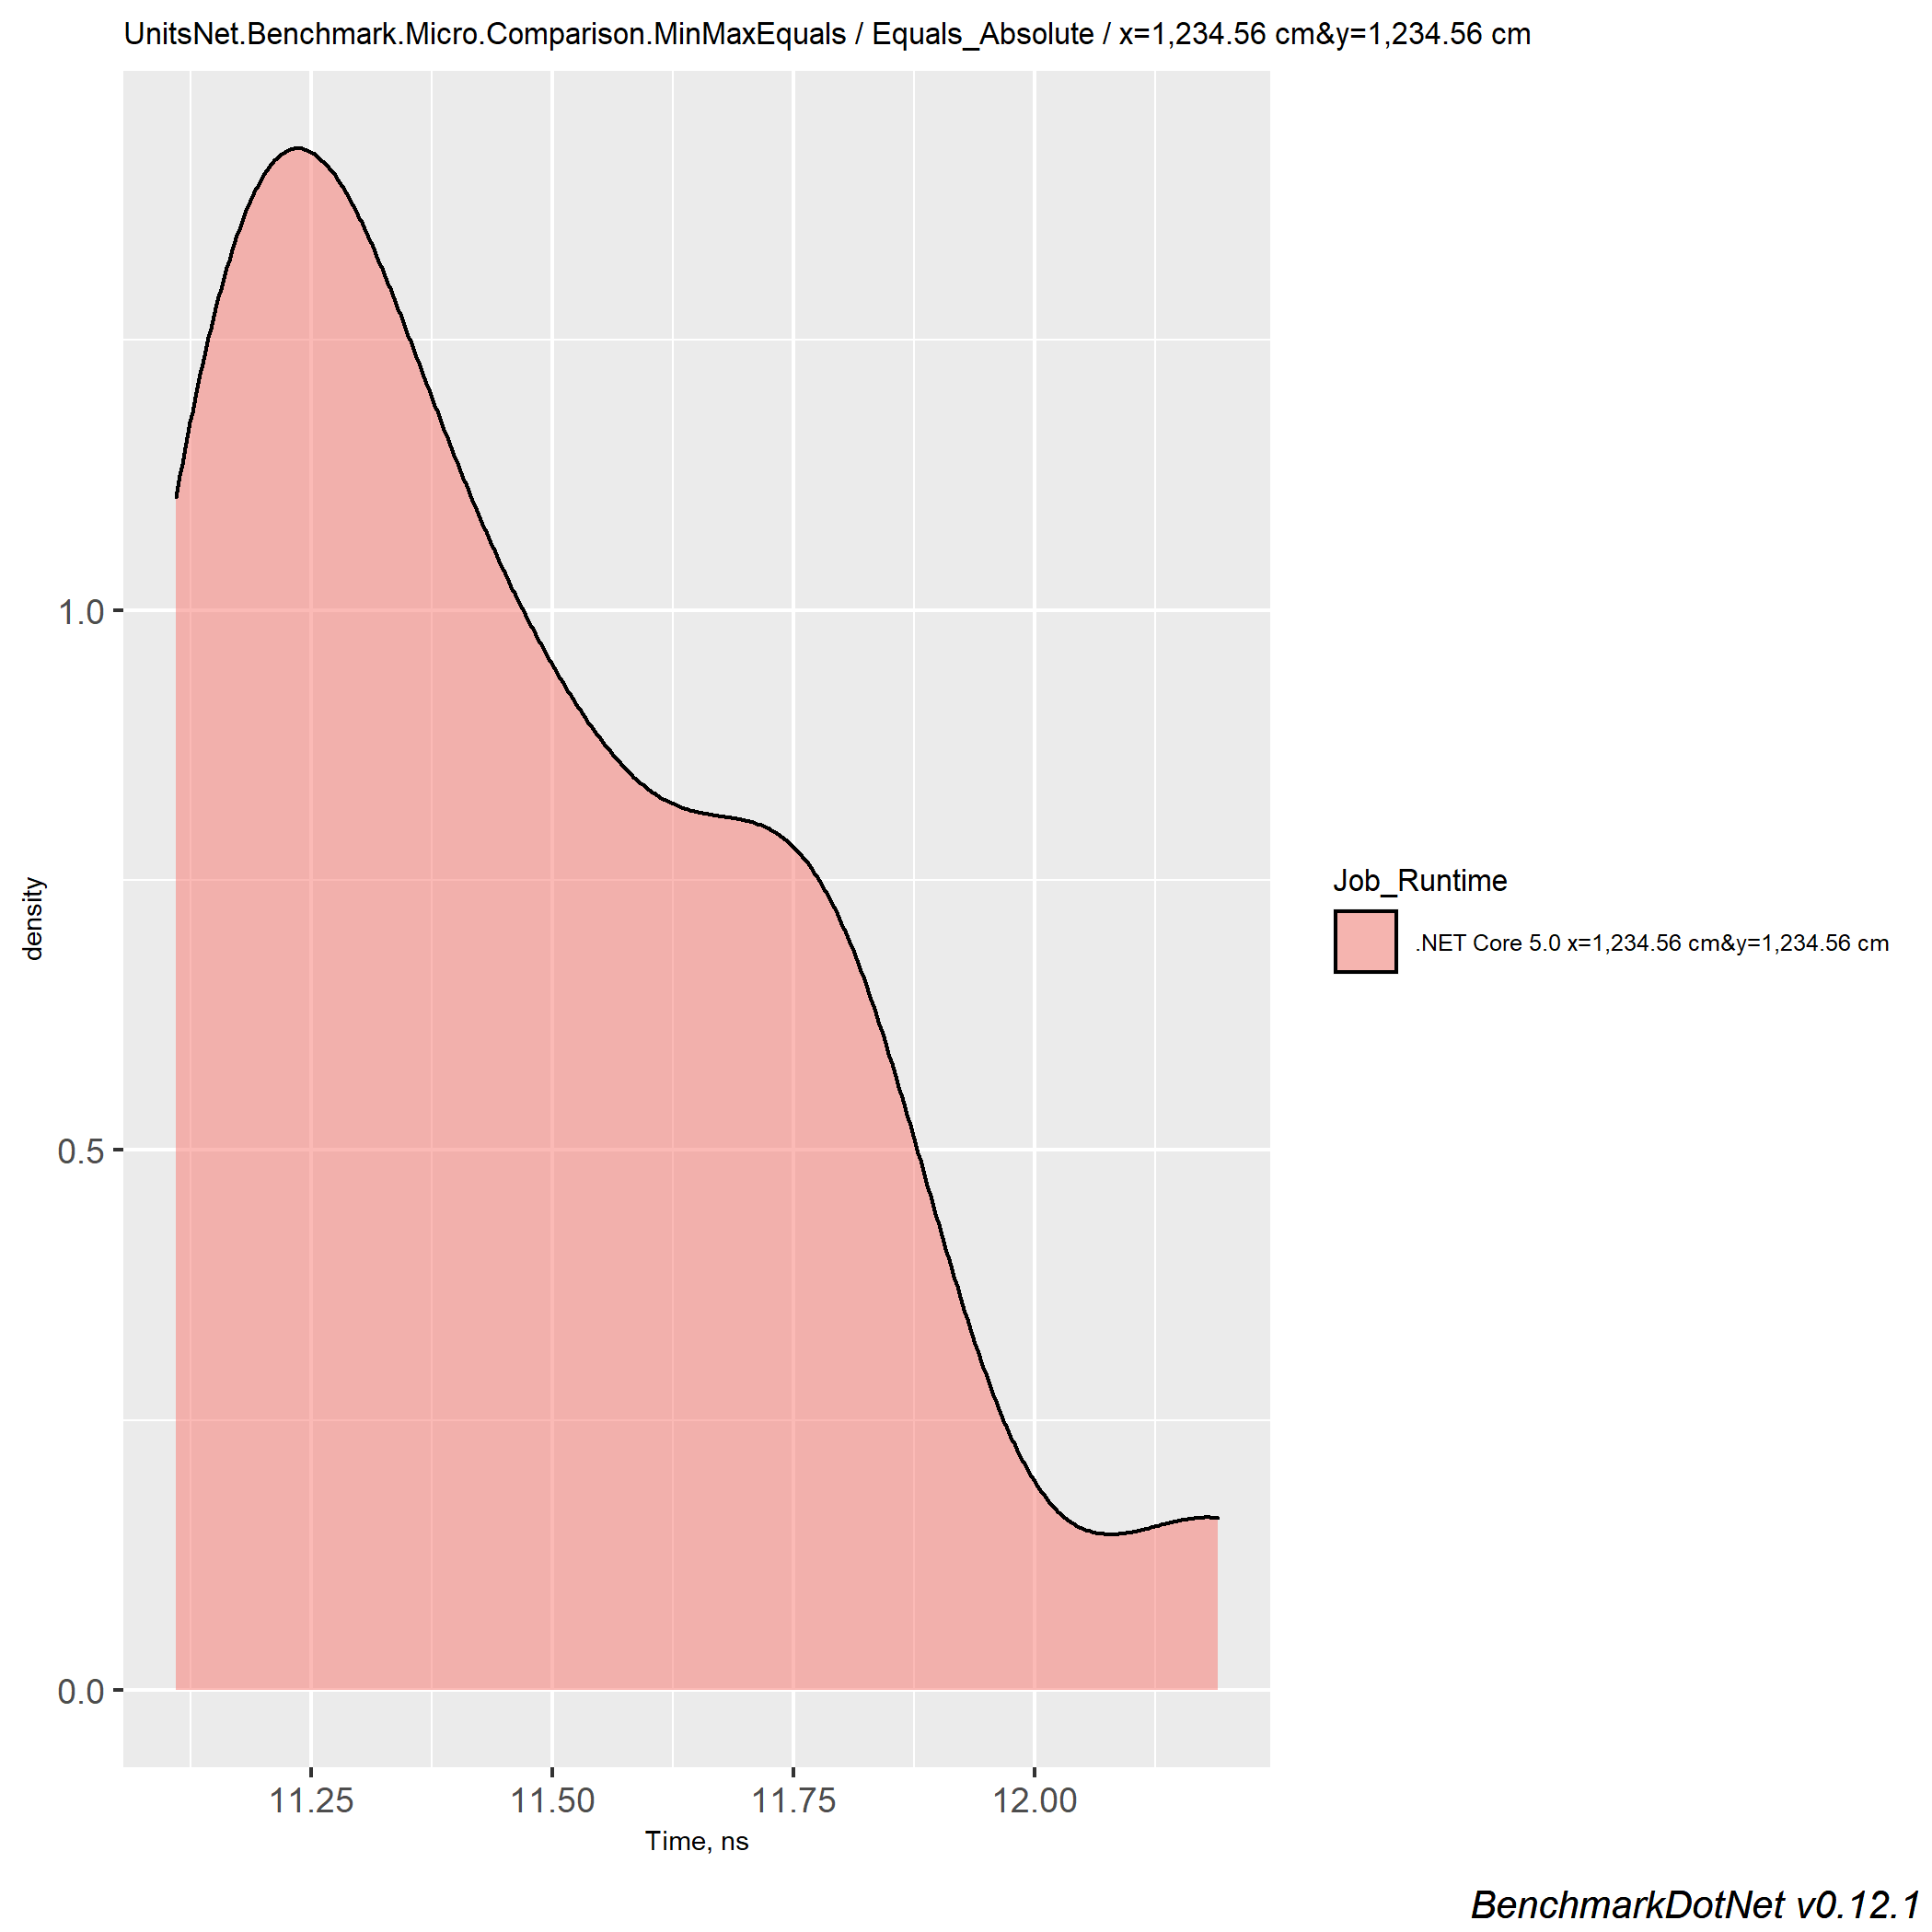 UnitsNet.Benchmark.Micro.Comparison.MinMaxEquals / Equals_Absolute / x=1,234.56 cm&y=1,234.56 cm
density
1.0
0.5
0.0
11.25 11.50 11.75 12.00
Time, ns
Job_Runtime
.NET Core 5.0 x=1,234.56 cm&y=1,234.56 cm
BenchmarkDotNet v0.12.1